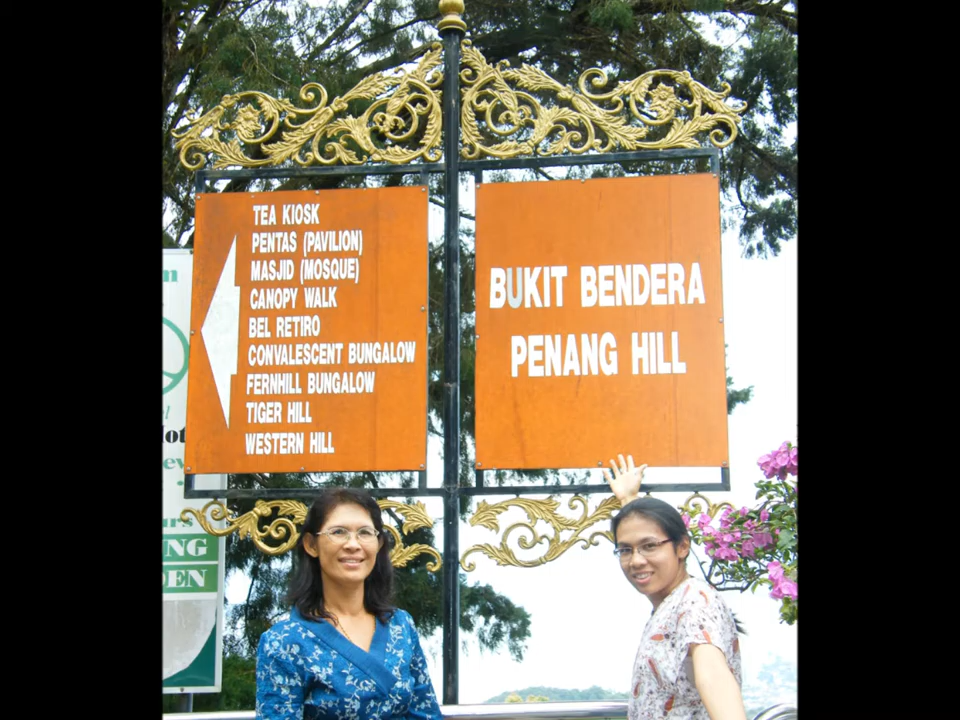 TEA KIOSK
PENTAS (PAVILION)
MASJID (MOSQUE)
CANOPY WALK
BEL RETIRO
CONVALESCENT BUNGALOW
FERNHILL BUNGALOW
TIGER HILL
WESTERN HILL
BUKIT BENDERA
PENANG HILL